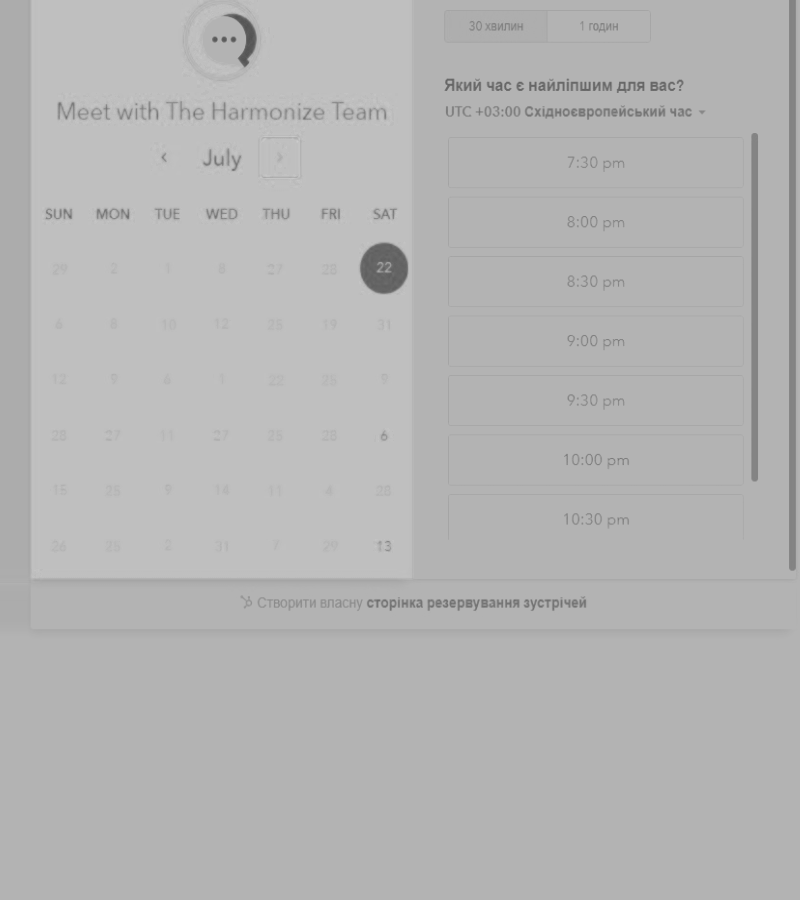 Meet with The Harmonize Team
July
SUN MON TUE WED THU FRI SAT
29 2 1 8 27 28 22
6 8 10 12 19 31
12 9 1 22 25 9
28 27 11 27 28 6
15 25 9 14 11 4 28
26 25 2 31 7 29 13
30 хвилин 1 годин
Який час є найліпшим для вас?
UTC +03:00 Східноєвропейський час
7:30 pm
8:00 pm
8:30 pm
9:00 pm
9:30 pm
10:00 pm
10:30 pm
Створити власну сторінка резервування зустрічей